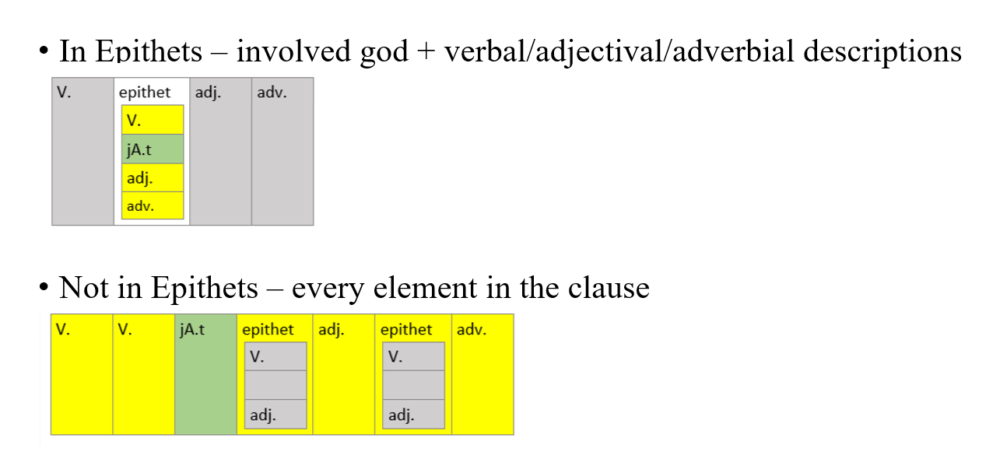 • In Epithets – involved god + verbal/adjectival/adverbial descriptions
V. epithet adj. adv.
V.
jA.t
adj.
adv.
• Not in Epithets – every element in the clause
V. V. jA.t epithet adj. epithet adv.
V. V.
adj. adj.